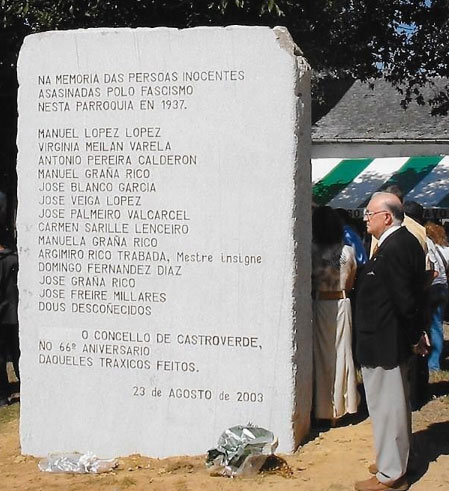 NA MEMORIA DAS PERSOAS INOCENTES
ASASINADAS POLO FASCISMO
NESTA PARROQUIA EN 1937.
MANUEL LOPEZ LOPEZ
VIRGINIA MEILAN VARELA
ANTONIO PEREIRA CALDERON
MANUEL GRAÑA RICO
JOSE BLANCO GARCIA
JOSE VEIGA LOPEZ
JOSE PALMEIRO VALCARCEL
CARMEN SARILLE LENCEIRO
MANUELA GRAÑA RICO
ARGIMIRO RICO TRABADA, Mestre insigne
DOMINGO FERNANDEZ DIAZ
JOSE GRAÑA RICO
JOSE FREIRE MILLARES
DOUS DESCOÑECIDOS
O CONCELLO DE CASTROVERDE,
NO 66º ANIVERSARIO
DAQUELES TRAXICOS FEITOS.
23 de AGOSTO de 2003